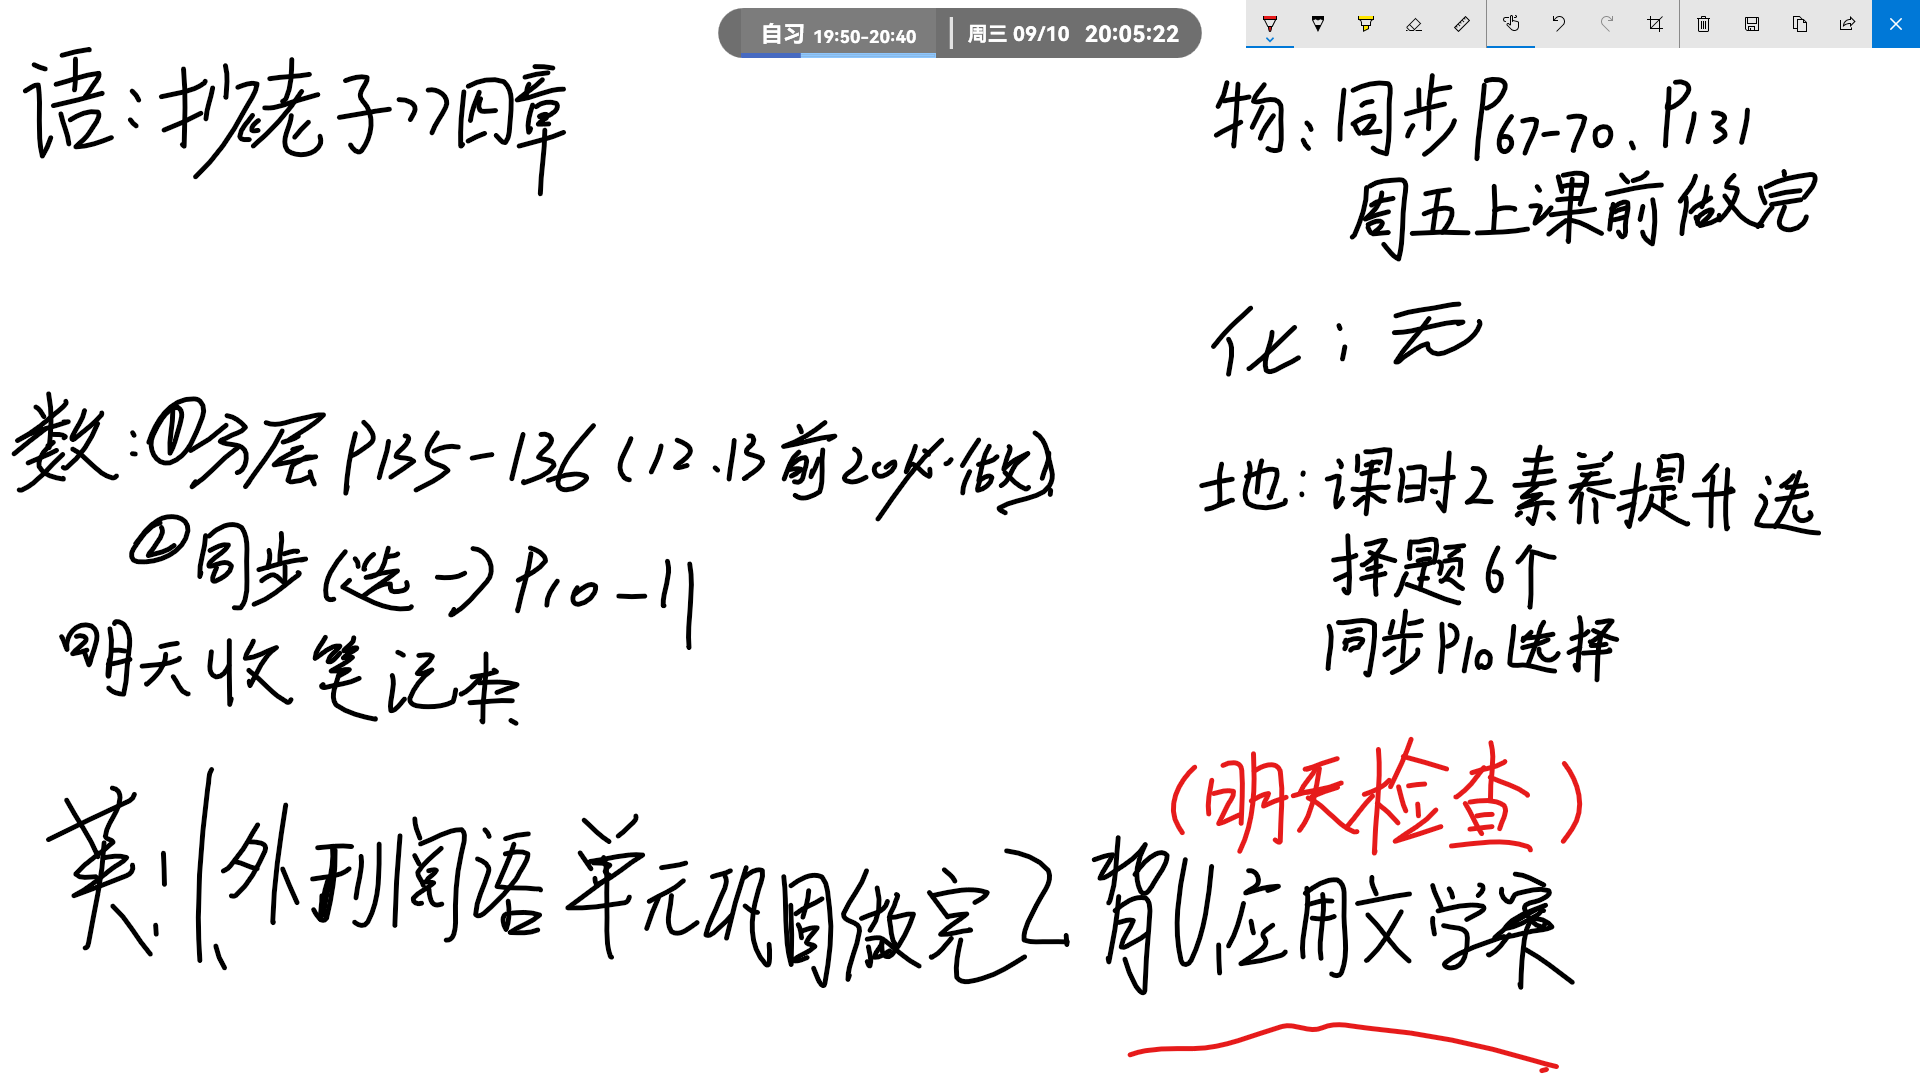 自习 19:50-20:40 周三 09/10 20:05:22
语:抄《老子》四章
数:①分层P135-136(12.13前20必做)
②同步(选一)P10-11
明天收笔记本
英:1.外刊阅语单元巩固做完2.背U1应用文学案
(明天检查)
物:同步P67-70、P131
周五上课前做完
化:无
地:课时2素养提升选
择题6个
同步P10选择